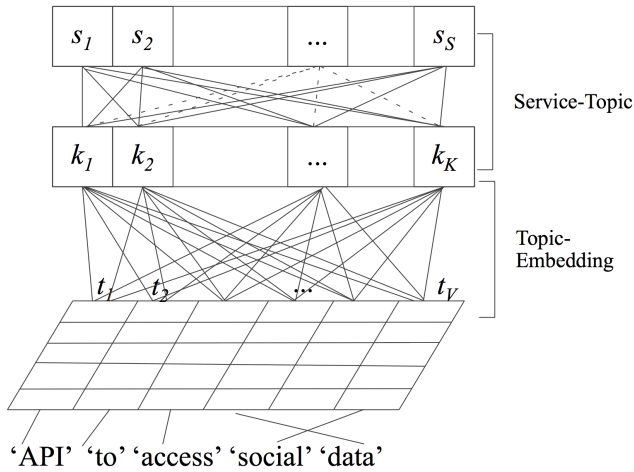 s1 s2 ... sS
Service-Topic
k1 k2 ... kK
Topic-
Embedding
t1 t2 ... tV
‘API’ ‘to’ ‘access’ ‘social’ ‘data’